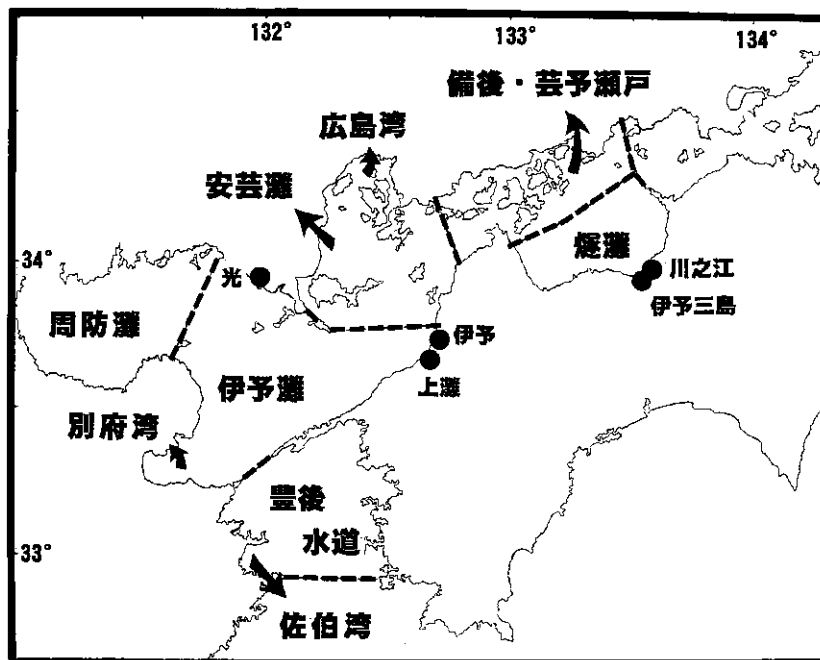 132°
133°
134°
備後・芸予瀬戸
広島湾
安芸灘
燧灘
34°
光
川之江
伊予三島
周防灘
伊予
伊予灘
上灘
別府湾
豊後
水道
33°
佐伯湾